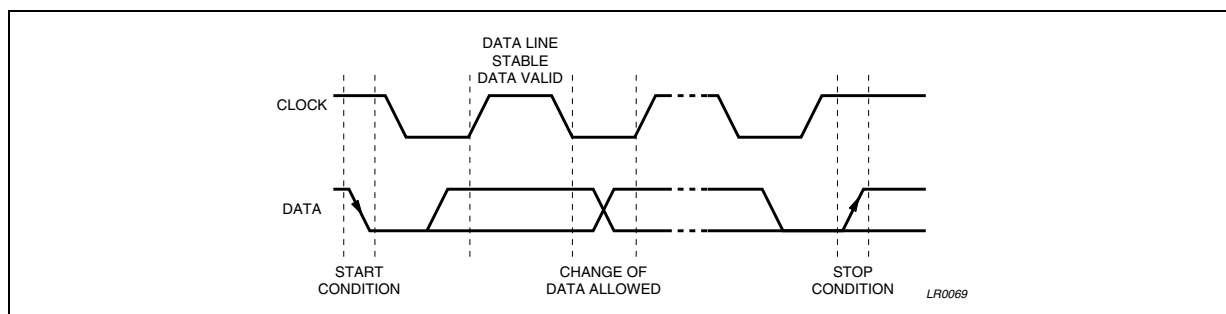 DATA LINE
STABLE
DATA VALID
CLOCK
DATA
START
CONDITION
CHANGE OF
DATA ALLOWED
STOP
CONDITION
LR0069